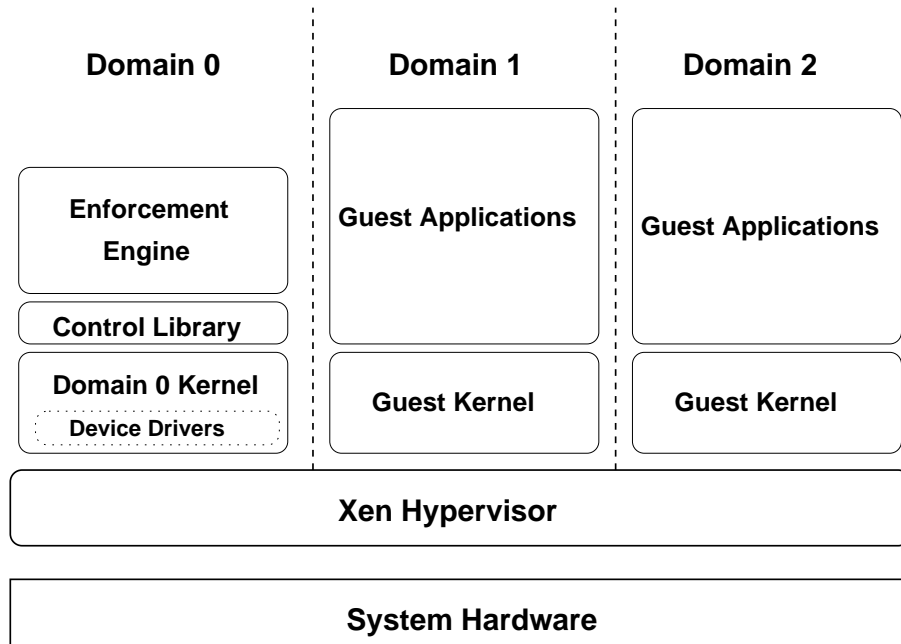 Domain 0
Domain 1
Domain 2
Enforcement
Engine
Control Library
Domain 0 Kernel
Device Drivers
Guest Applications
Guest Kernel
Guest Applications
Guest Kernel
Xen Hypervisor
System Hardware